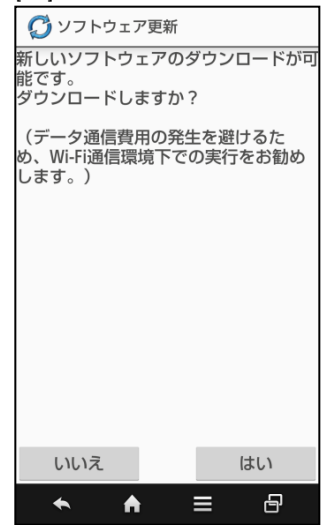 ソフトウェア更新
新しいソフトウェアのダウンロードが可
能です。
ダウンロードしますか?
(データ通信費用の発生を避けるた
め、Wi-Fi通信環境下での実行をお勧め
します。)
いいえ
はい